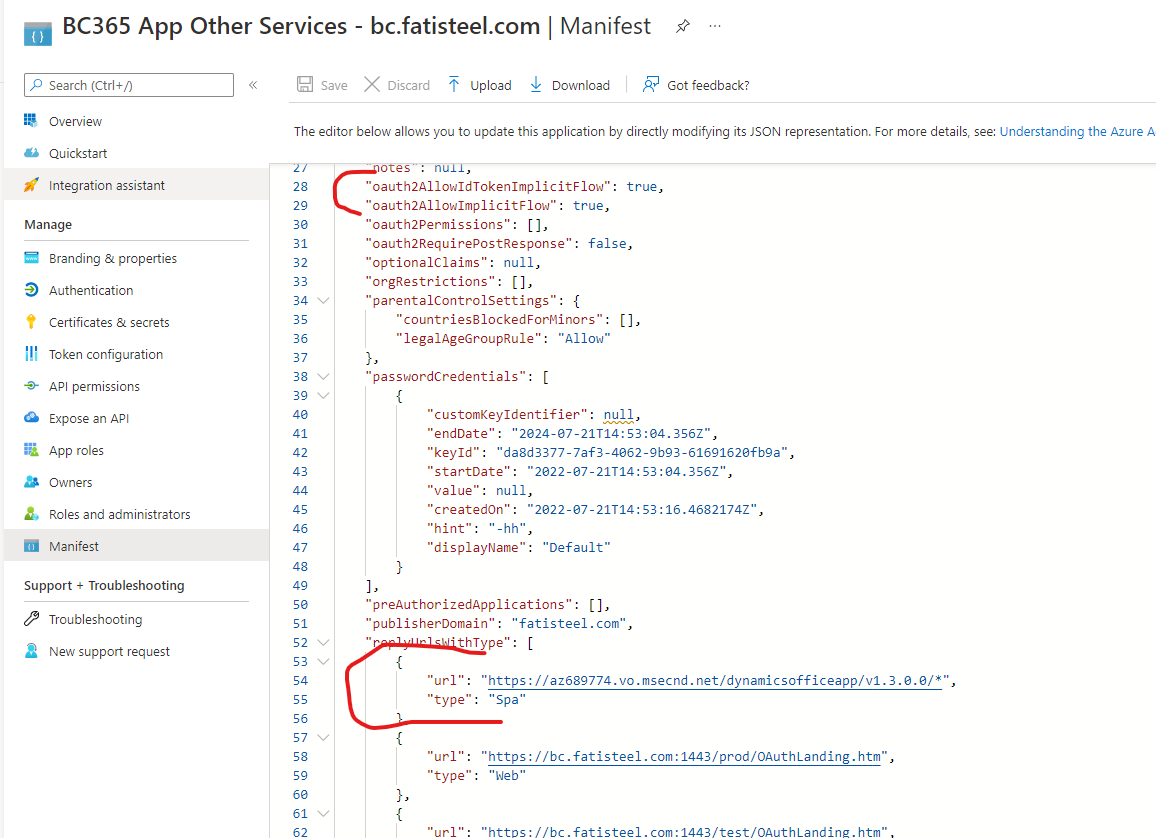 BC365 App Other Services - bc.fatisteel.com | Manifest
Search (Ctrl+/)
«
Save
Discard
Upload
Download
Got feedback?
Overview
Quickstart
Integration assistant
Manage
Branding & properties
Authentication
Certificates & secrets
Token configuration
API permissions
Expose an API
App roles
Owners
Roles and administrators
Manifest
Support + Troubleshooting
Troubleshooting
New support request
The editor below allows you to update this application by directly modifying its JSON representation. For more details, see: Understanding the Azure A
27 "notes": null,
28 "oauth2AllowIdTokenImplicitFlow": true,
29 "oauth2AllowImplicitFlow": true,
30 "oauth2Permissions": [],
31 "oauth2RequirePostResponse": false,
32 "optionalClaims": null,
33 "orgRestrictions": [],
34 "parentalControlSettings": {
35 "countriesBlockedForMinors": [],
36 "legalAgeGroupRule": "Allow"
37 },
38 "passwordCredentials": [
39 {
40 "customKeyIdentifier": null,
41 "endDate": "2024-07-21T14:53:04.356Z",
42 "keyId": "da8d3377-7af3-4062-9b93-61691620fb9a",
43 "startDate": "2022-07-21T14:53:04.356Z",
44 "value": null,
45 "createdOn": "2022-07-21T14:53:16.4682174Z",
46 "hint": "-hh",
47 "displayName": "Default"
48 }
49 ],
50 "preAuthorizedApplications": [],
51 "publisherDomain": "fatisteel.com",
52 "replyUrlsWithType": [
53 {
54 "url": "https://az689774.vo.msecnd.net/dynamicsofficeapp/v1.3.0.0/*",
55 "type": "Spa"
56 }
57 {
58 "url": "https://bc.fatisteel.com:1443/prod/OAuthLanding.htm",
59 "type": "Web"
60 },
61 {
62 "url": "https://bc.fatisteel.com:1443/test/OAuthLanding.htm",